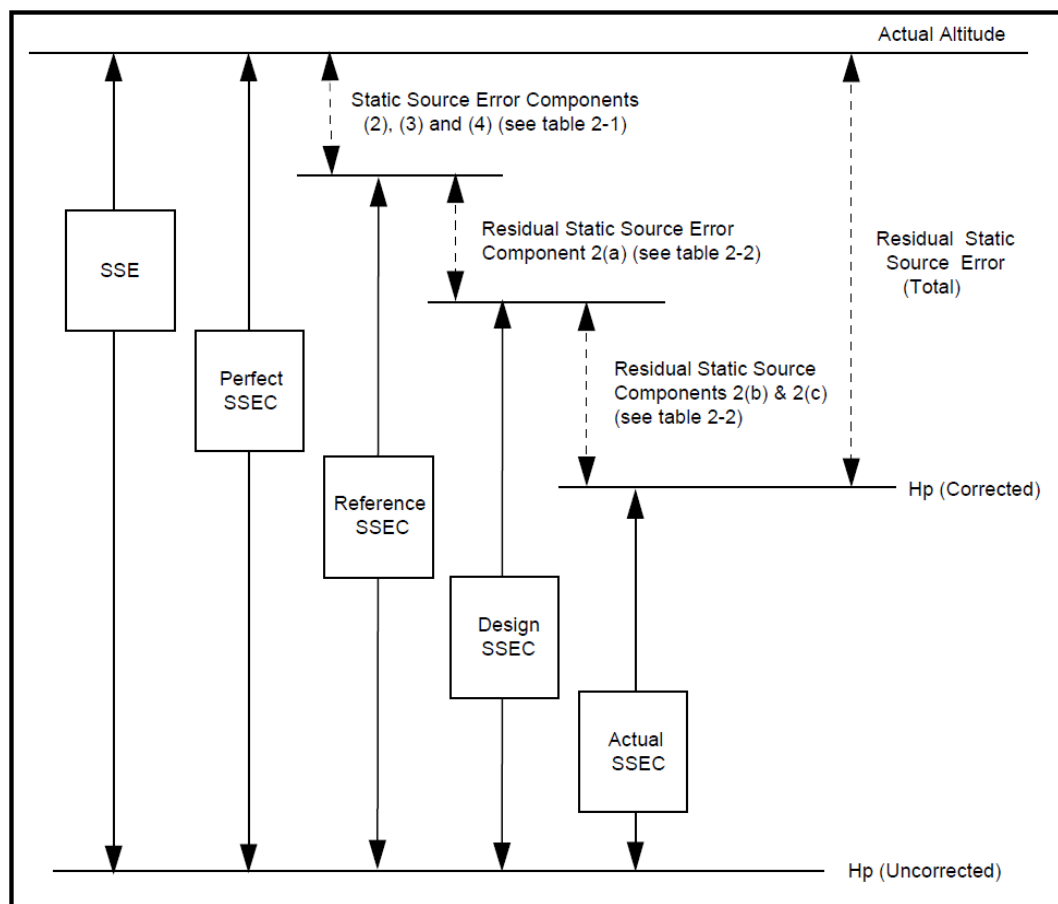 Actual Altitude
Static Source Error Components
(2), (3) and (4) (see table 2-1)
SSE
Residual Static Source Error
Component 2(a) (see table 2-2)
Residual Static
Source Error
(Total)
Perfect
SSEC
Residual Static Source
Components 2(b) & 2(c)
(see table 2-2)
Hp (Corrected)
Reference
SSEC
Design
SSEC
Actual
SSEC
Hp (Uncorrected)